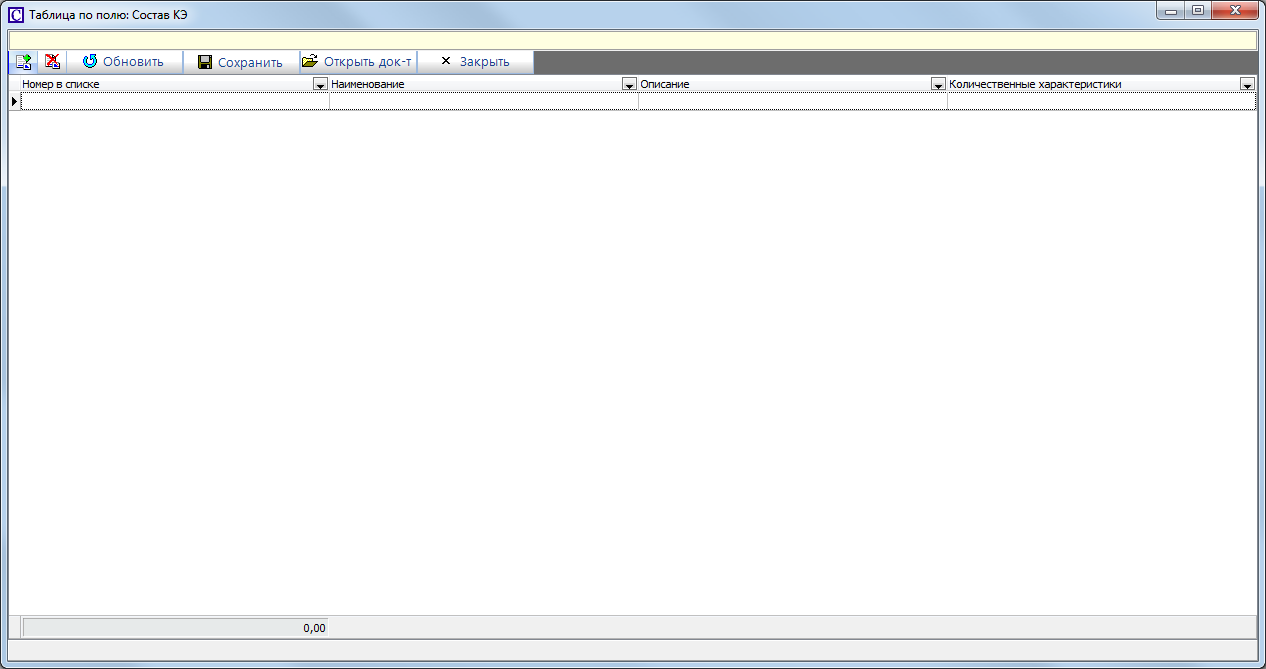 C Таблица по полю: Состав КЭ
Обновить Сохранить Открыть док-т Закрыть
Номер в списке Наименование Описание Количественные характеристики
0,00